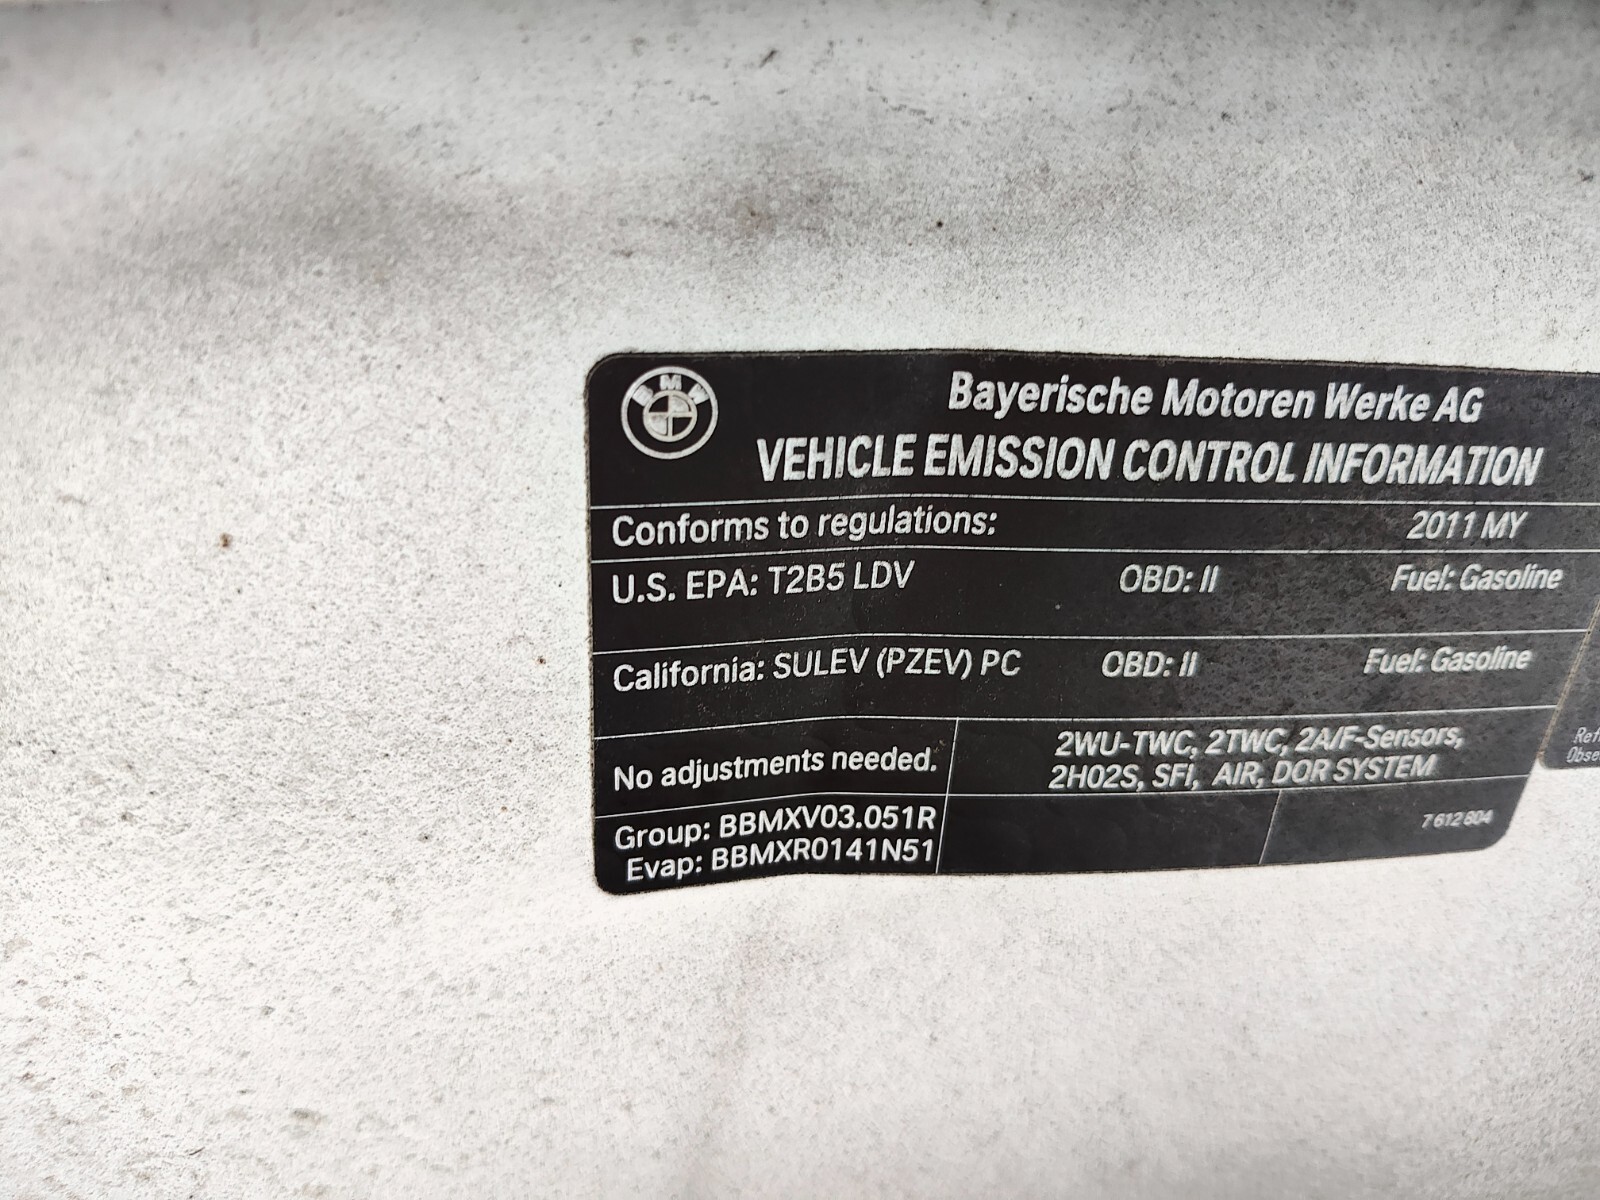 BMW
Bayerische Motoren Werke AG
VEHICLE EMISSION CONTROL INFORMATION
Conforms to regulations: 2011 MY
U.S. EPA: T2B5 LDV OBD: II Fuel: Gasoline
California: SULEV (PZEV) PC OBD: II Fuel: Gasoline
No adjustments needed.
2WU-TWC, 2TWC, 2A/F-Sensors,
2HO2S, SFI, AIR, DOR SYSTEM
Group: BBMXV03.051R
Evap: BBMXR0141N51
7 612 804